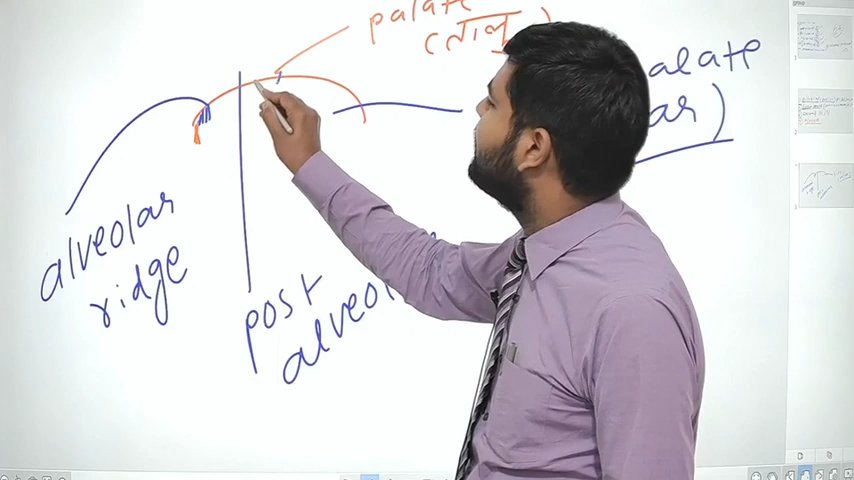 palate
(তালু)
alate
ar)
alveolar
ridge
post
alveol